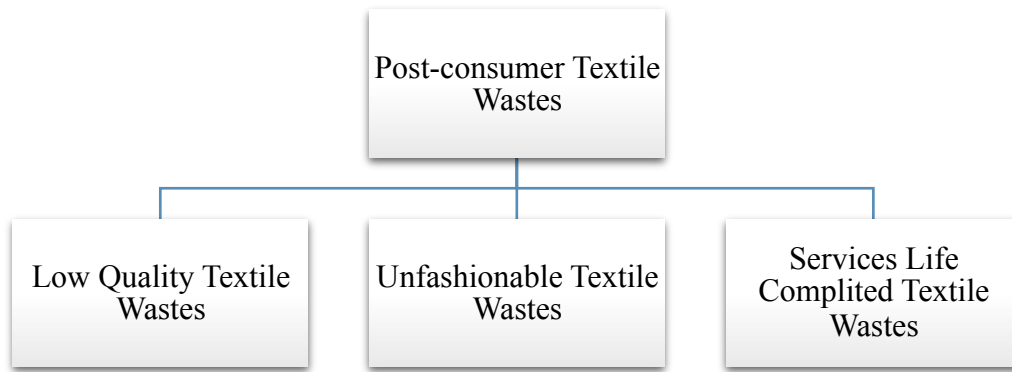 Post-consumer Textile
Wastes
Low Quality Textile
Wastes
Unfashionable Textile
Wastes
Services Life
Complited Textile
Wastes